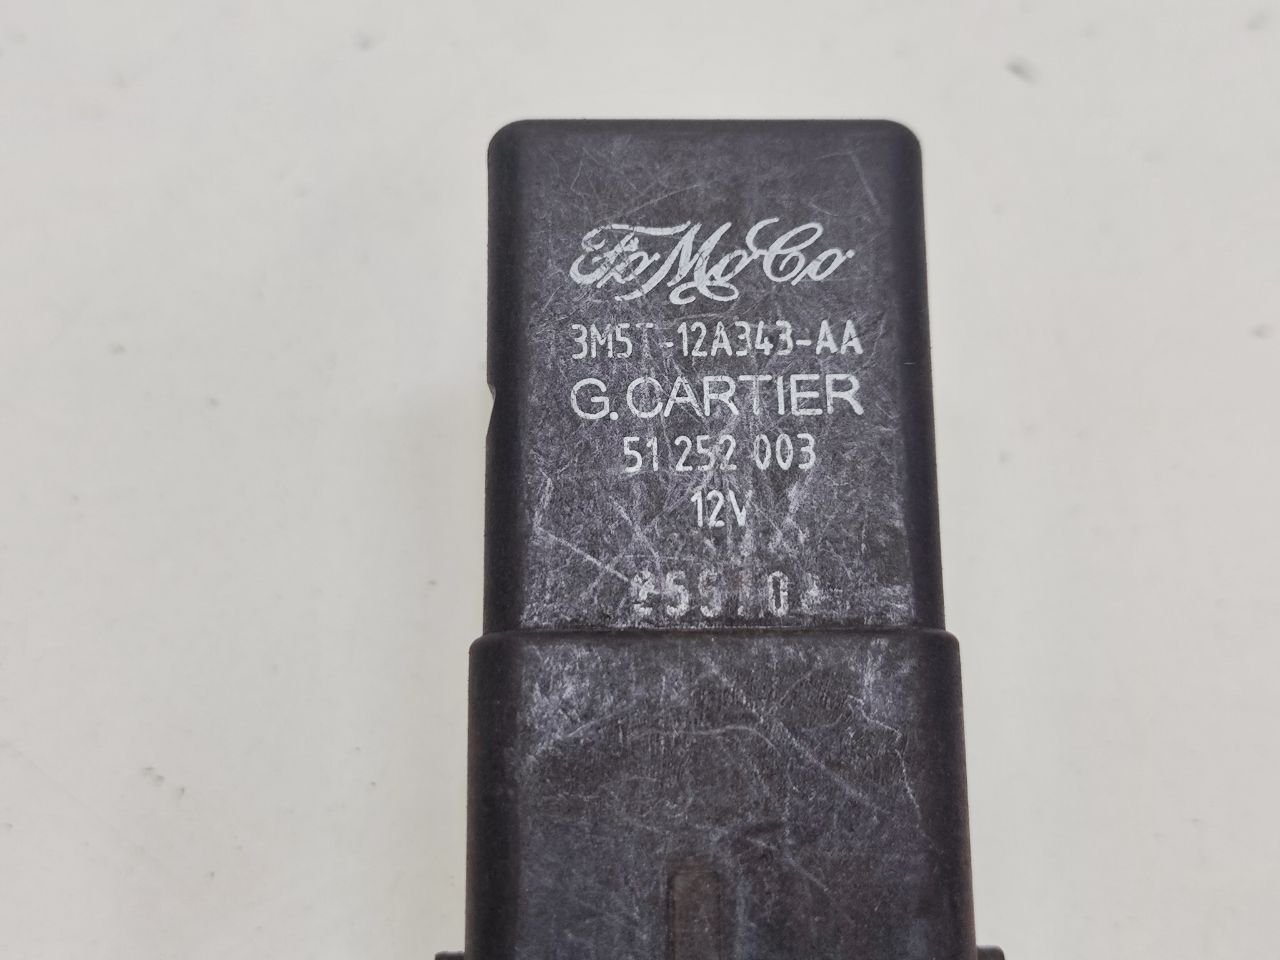 FoMoCo
3M5T-12A343-AA
G.CARTIER
51 252 003
12V